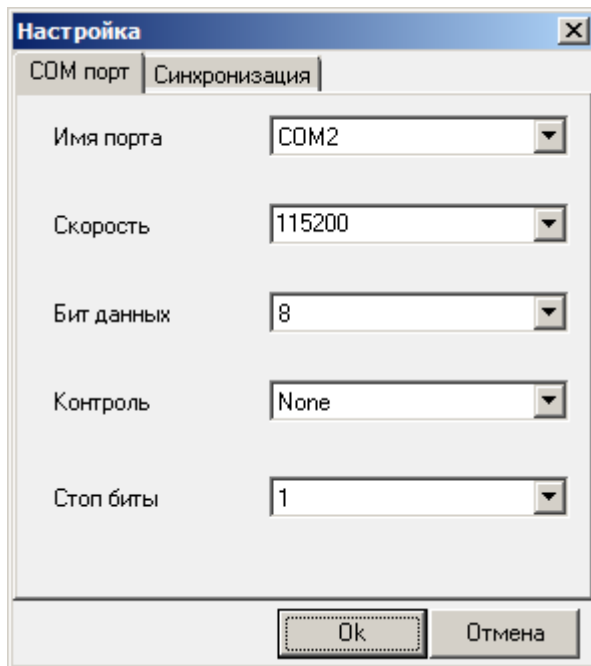 Настройка
COM порт Синхронизация
Имя порта COM2
Скорость 115200
Бит данных 8
Контроль None
Стоп биты 1
Ok Отмена